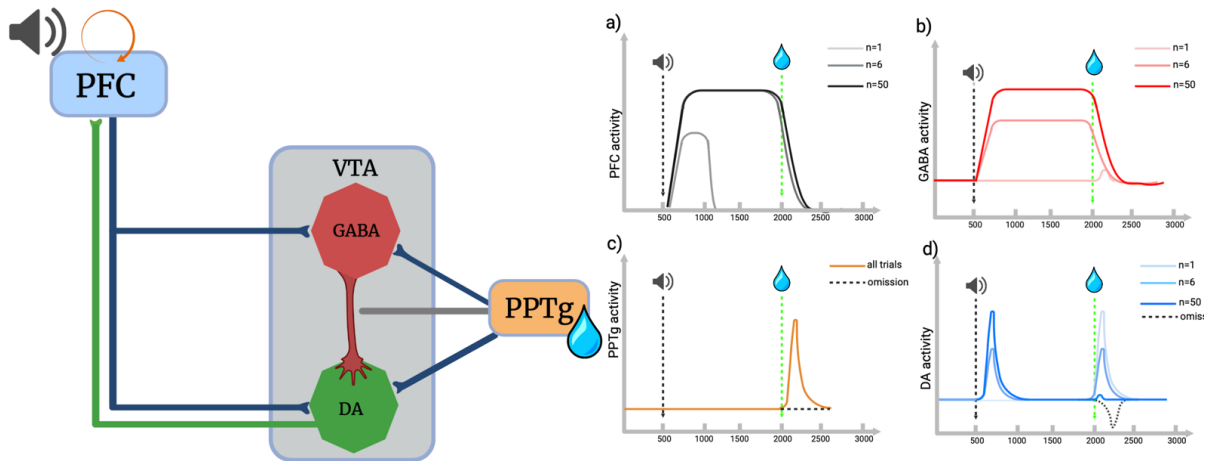 PFC
VTA
GABA
DA
PPTg
a)
PFC activity
n=1
n=6
n=50
500 1000 1500 2000 2500 3000
b)
GABA activity
n=1
n=6
n=50
500 1000 1500 2000 2500 3000
c)
PPTg activity
all trials
omission
500 1000 1500 2000 2500 3000
d)
DA activity
n=1
n=6
n=50
omis
500 1000 1500 2000 2500 3000